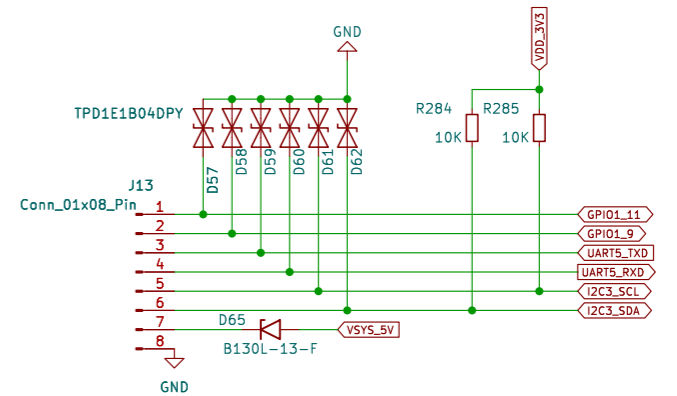 GND
VDD_3V3
TPD1E1B04DPY
R284
R285
10K
10K
D57
D58
D59
D60
D61
D62
J13
Conn_01x08_Pin
1
GPIO1_11
2
GPIO1_9
3
UART5_TXD
4
UART5_RXD
5
I2C3_SCL
6
I2C3_SDA
7
D65
VSYS_5V
B130L-13-F
8
GND